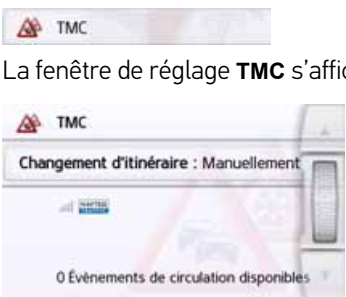 TMC
La fenêtre de réglage TMC s'affic
TMC
Changement d'itinéraire : Manuellement
0 Évènements de circulation disponibles